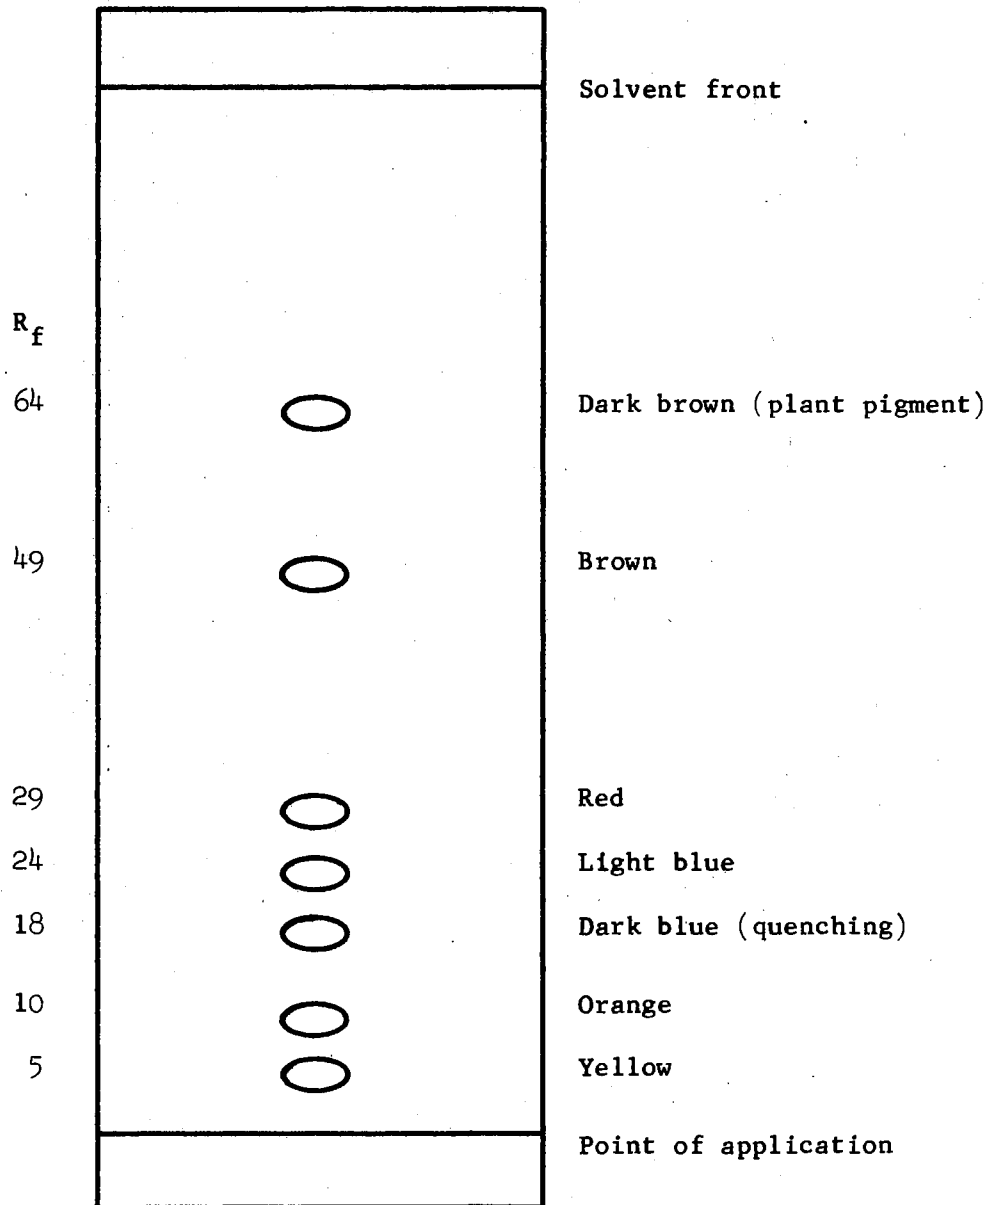 Solvent front
Rf
64 Dark brown (plant pigment)
49 Brown
29 Red
24 Light blue
18 Dark blue (quenching)
10 Orange
5 Yellow
Point of application